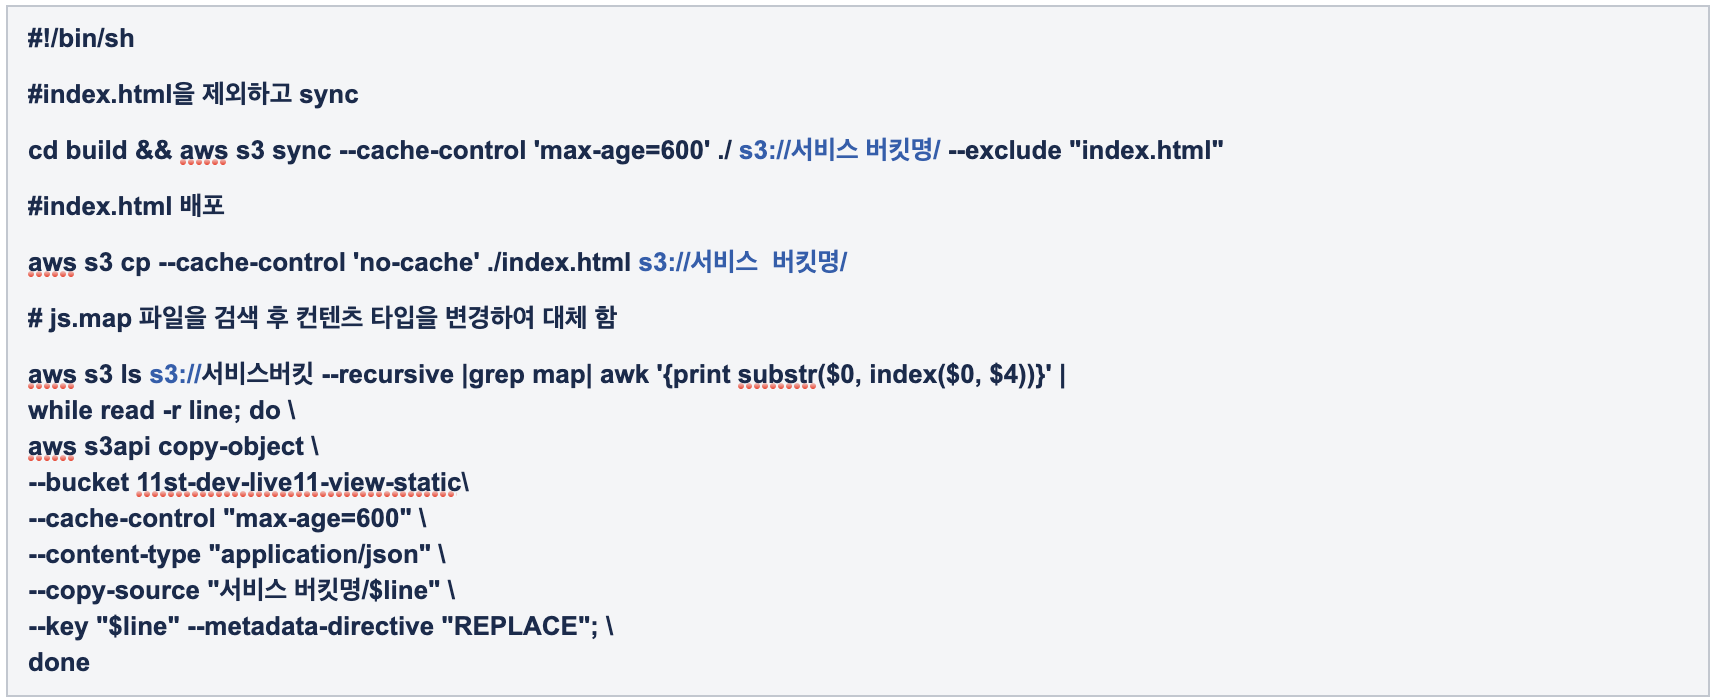 #!/bin/sh
#index.html을 제외하고 sync
cd build && aws s3 sync --cache-control 'max-age=600' ./ s3://서비스 버킷명/ --exclude "index.html"
#index.html 배포
aws s3 cp --cache-control 'no-cache' ./index.html s3://서비스  버킷명/
# js.map 파일을 검색 후 컨텐츠 타입을 변경하여 대체 함
aws s3 ls s3://서비스버킷 --recursive |grep map| awk '{print substr($0, index($0, $4))}' |
while read -r line; do \
aws s3api copy-object \
--bucket 11st-dev-live11-view-static\
--cache-control "max-age=600" \
--content-type "application/json" \
--copy-source "서비스 버킷명/$line" \
--key "$line" --metadata-directive "REPLACE"; \
done